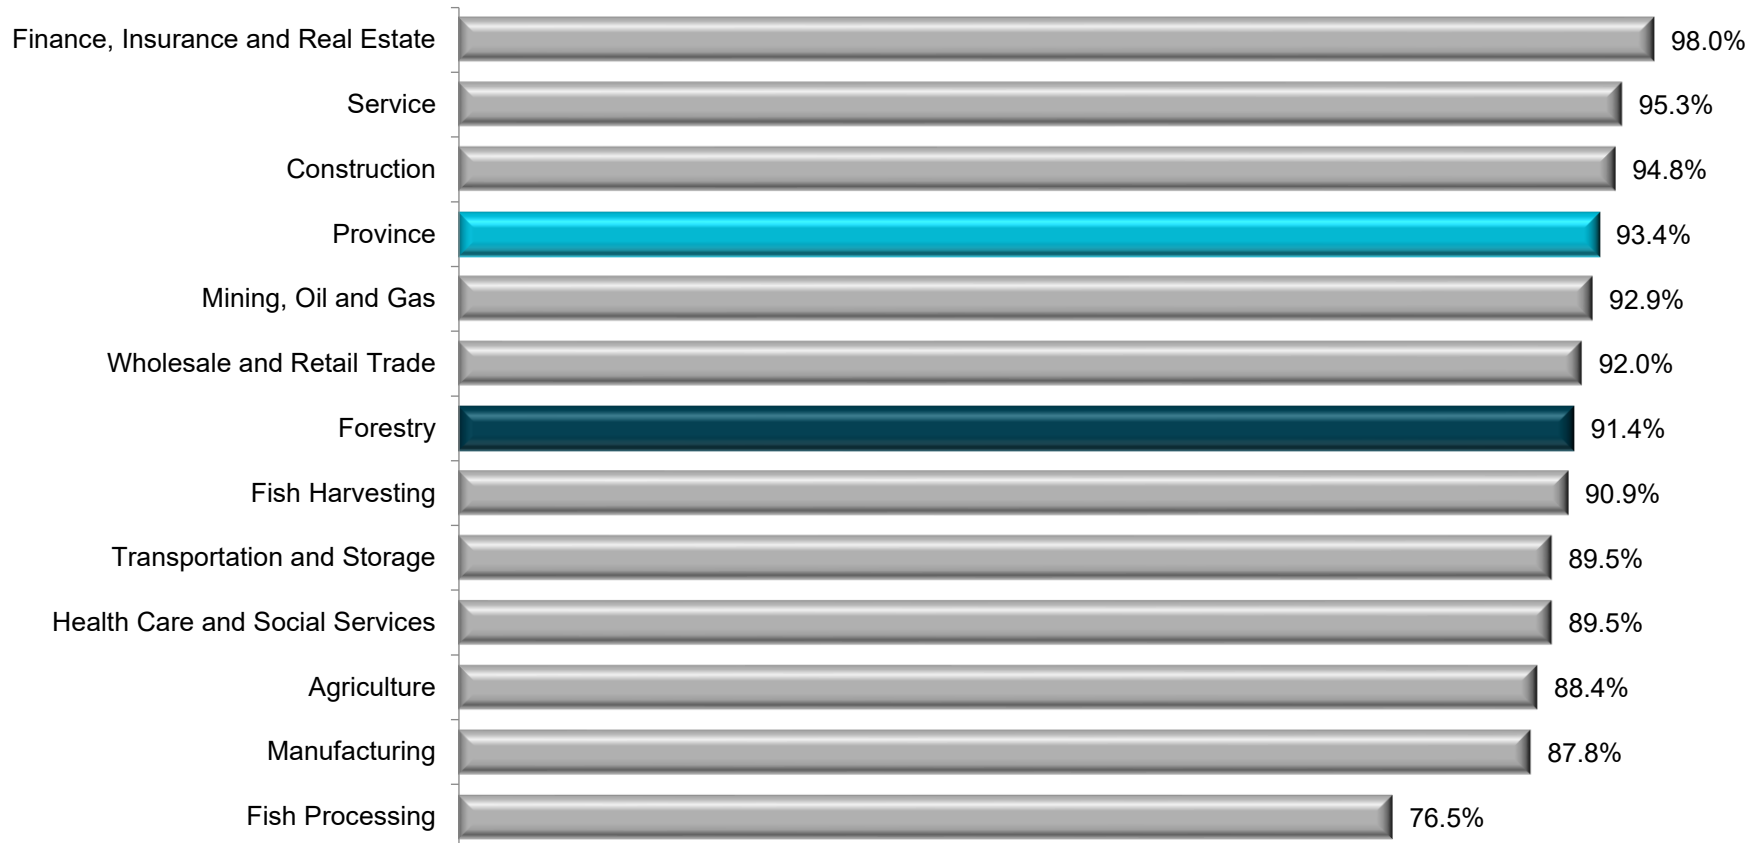 Finance, Insurance and Real Estate 98.0%
Service 95.3%
Construction 94.8%
Province 93.4%
Mining, Oil and Gas 92.9%
Wholesale and Retail Trade 92.0%
Forestry 91.4%
Fish Harvesting 90.9%
Transportation and Storage 89.5%
Health Care and Social Services 89.5%
Agriculture 88.4%
Manufacturing 87.8%
Fish Processing 76.5%